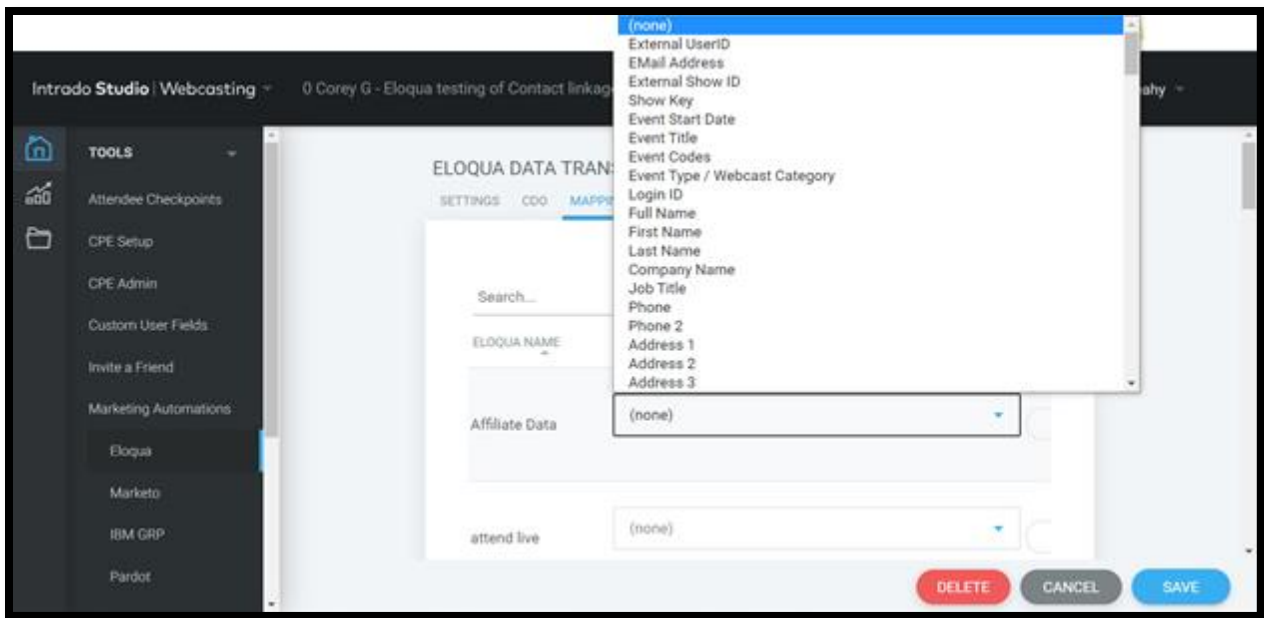 (none)
External UserID
EMail Address
External Show ID
Show Key
Event Start Date
Event Title
Event Codes
Event Type / Webcast Category
Login ID
Full Name
First Name
Last Name
Company Name
Job Title
Phone
Phone 2
Address 1
Address 2
Address 3
Intrado Studio | Webcasting
0 Corey G - Eloqua testing of Contact linkag
ahy
TOOLS
Attendee Checkpoints
CPE Setup
CPE Admin
Custom User Fields
Invite a Friend
Marketing Automations
Eloqua
Marketo
IBM GRP
Pardot
ELOQUA DATA TRAN
SETTINGS CDO MAPPIN
Search...
ELOQUA NAME
Affiliate Data (none)
attend live (none)
DELETE CANCEL SAVE